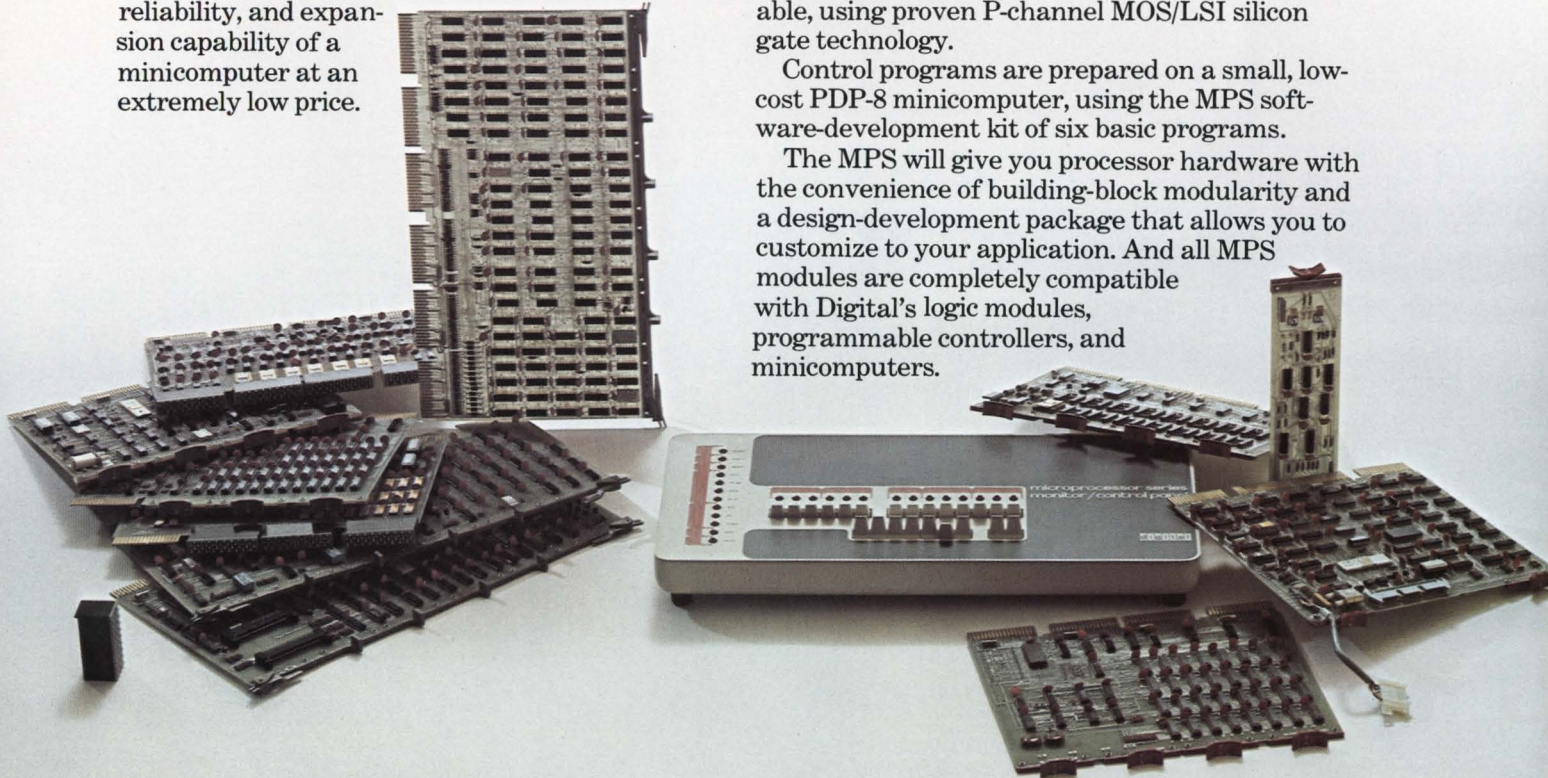 reliability, and expan-
sion capability of a
minicomputer at an
extremely low price.
able, using proven P-channel MOS/LSI silicon
gate technology.
Control programs are prepared on a small, low-
cost PDP-8 minicomputer, using the MPS soft-
ware-development kit of six basic programs.
The MPS will give you processor hardware with
the convenience of building-block modularity and
a design-development package that allows you to
customize to your application. And all MPS
modules are completely compatible
with Digital's logic modules,
programmable controllers, and
minicomputers.
microprocessor series
monitor/control